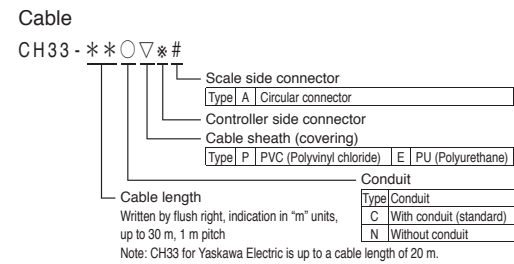 Cable
CH33-＊＊○▽※#
Scale side connector
Type A Circular connector
Controller side connector
Cable sheath (covering)
Type P PVC (Polyvinyl chloride) E PU (Polyurethane)
Conduit
Type Conduit
C With conduit (standard)
N Without conduit
Cable length
Written by flush right, indication in “m” units,
up to 30 m, 1 m pitch
Note: CH33 for Yaskawa Electric is up to a cable length of 20 m.